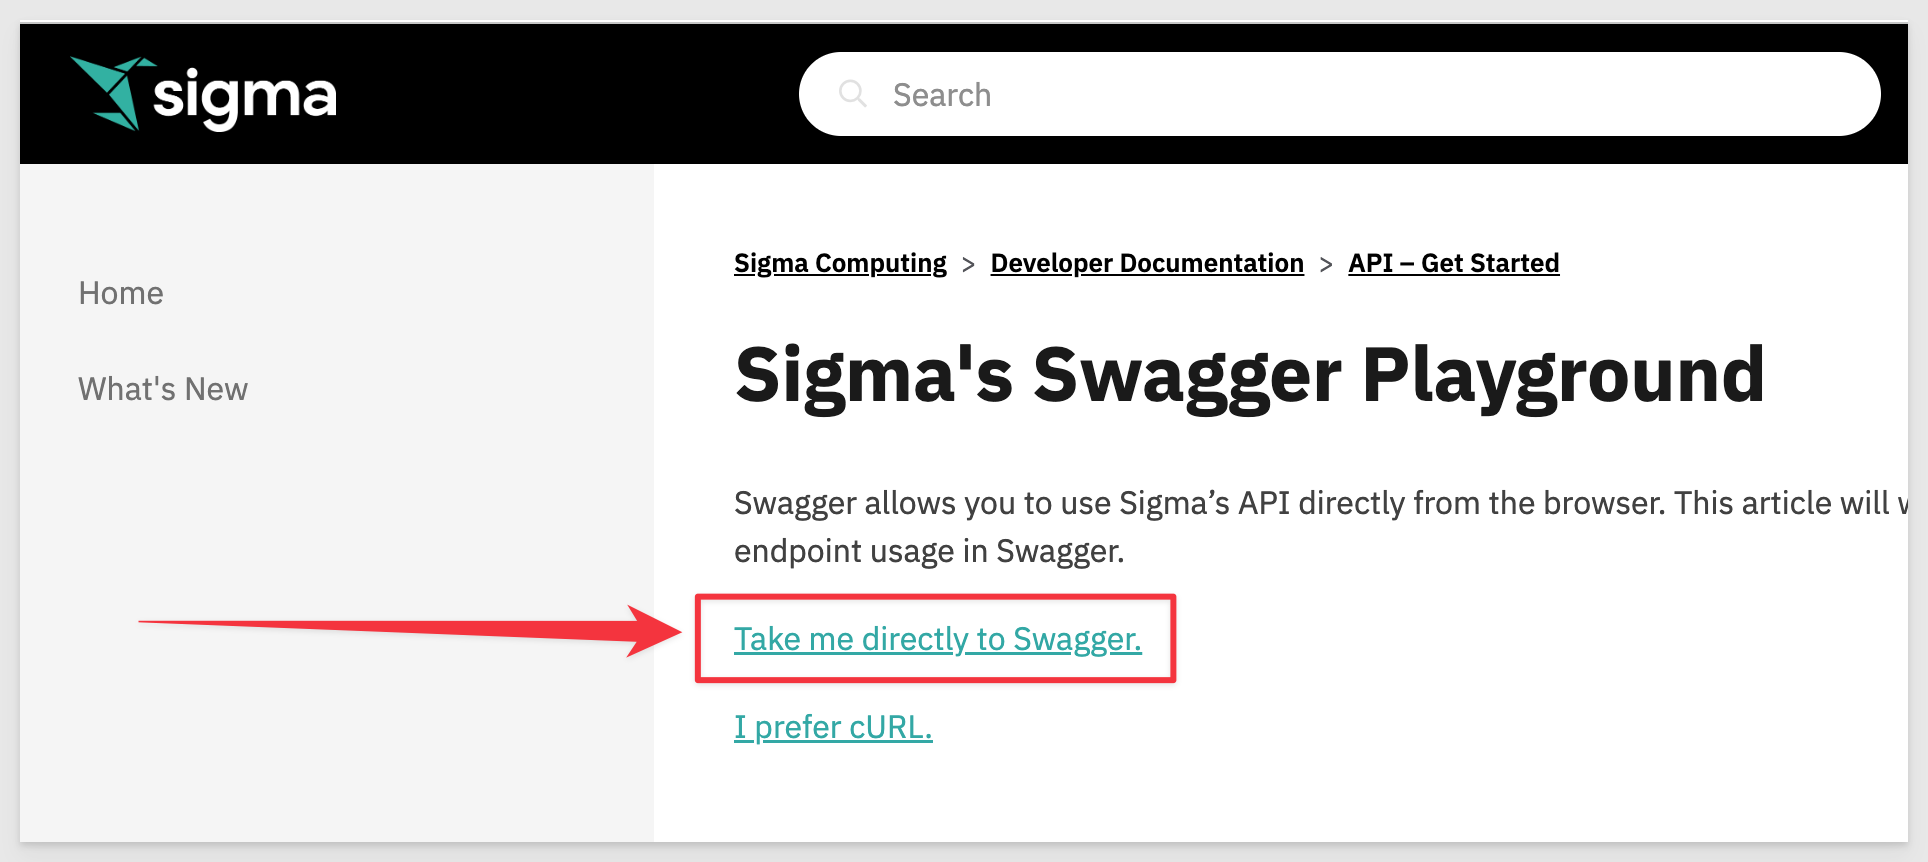 sigma
Search
Home
What's New
Sigma Computing > Developer Documentation > API – Get Started
Sigma's Swagger Playground
Swagger allows you to use Sigma’s API directly from the browser. This article will
endpoint usage in Swagger.
Take me directly to Swagger.
I prefer cURL.